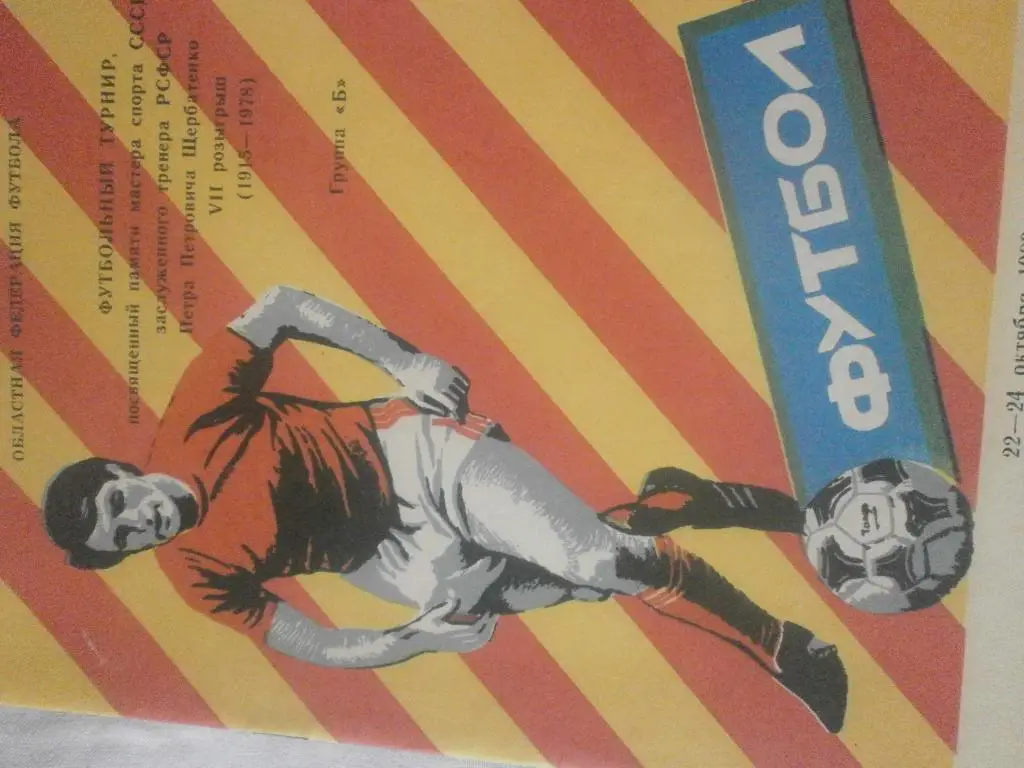 ОБЛАСТНАЯ ФЕДЕРАЦИЯ ФУТБОЛА
ФУТБОЛЬНЫЙ ТУРНИР,
посвященный памяти мастера спорта СССР
заслуженного тренера РСФСР
Петра Петровича Щербатенко
VII розыгрыш
(1915—1978)
Группа «Б»
ФУТБОЛ
22—24 октября